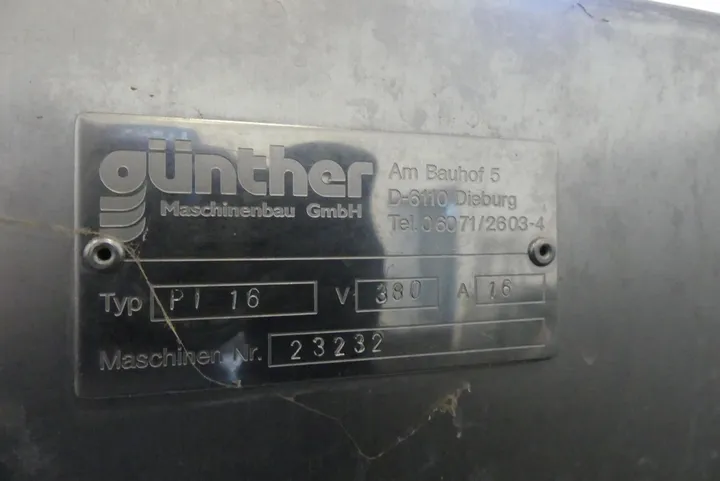 günther
Maschinenbau GmbH
Am Bauhof 5
D-6110 Dieburg
Tel. 06071/2603-4
Typ PI 16 V 380 A 16
Maschinen Nr. 23232